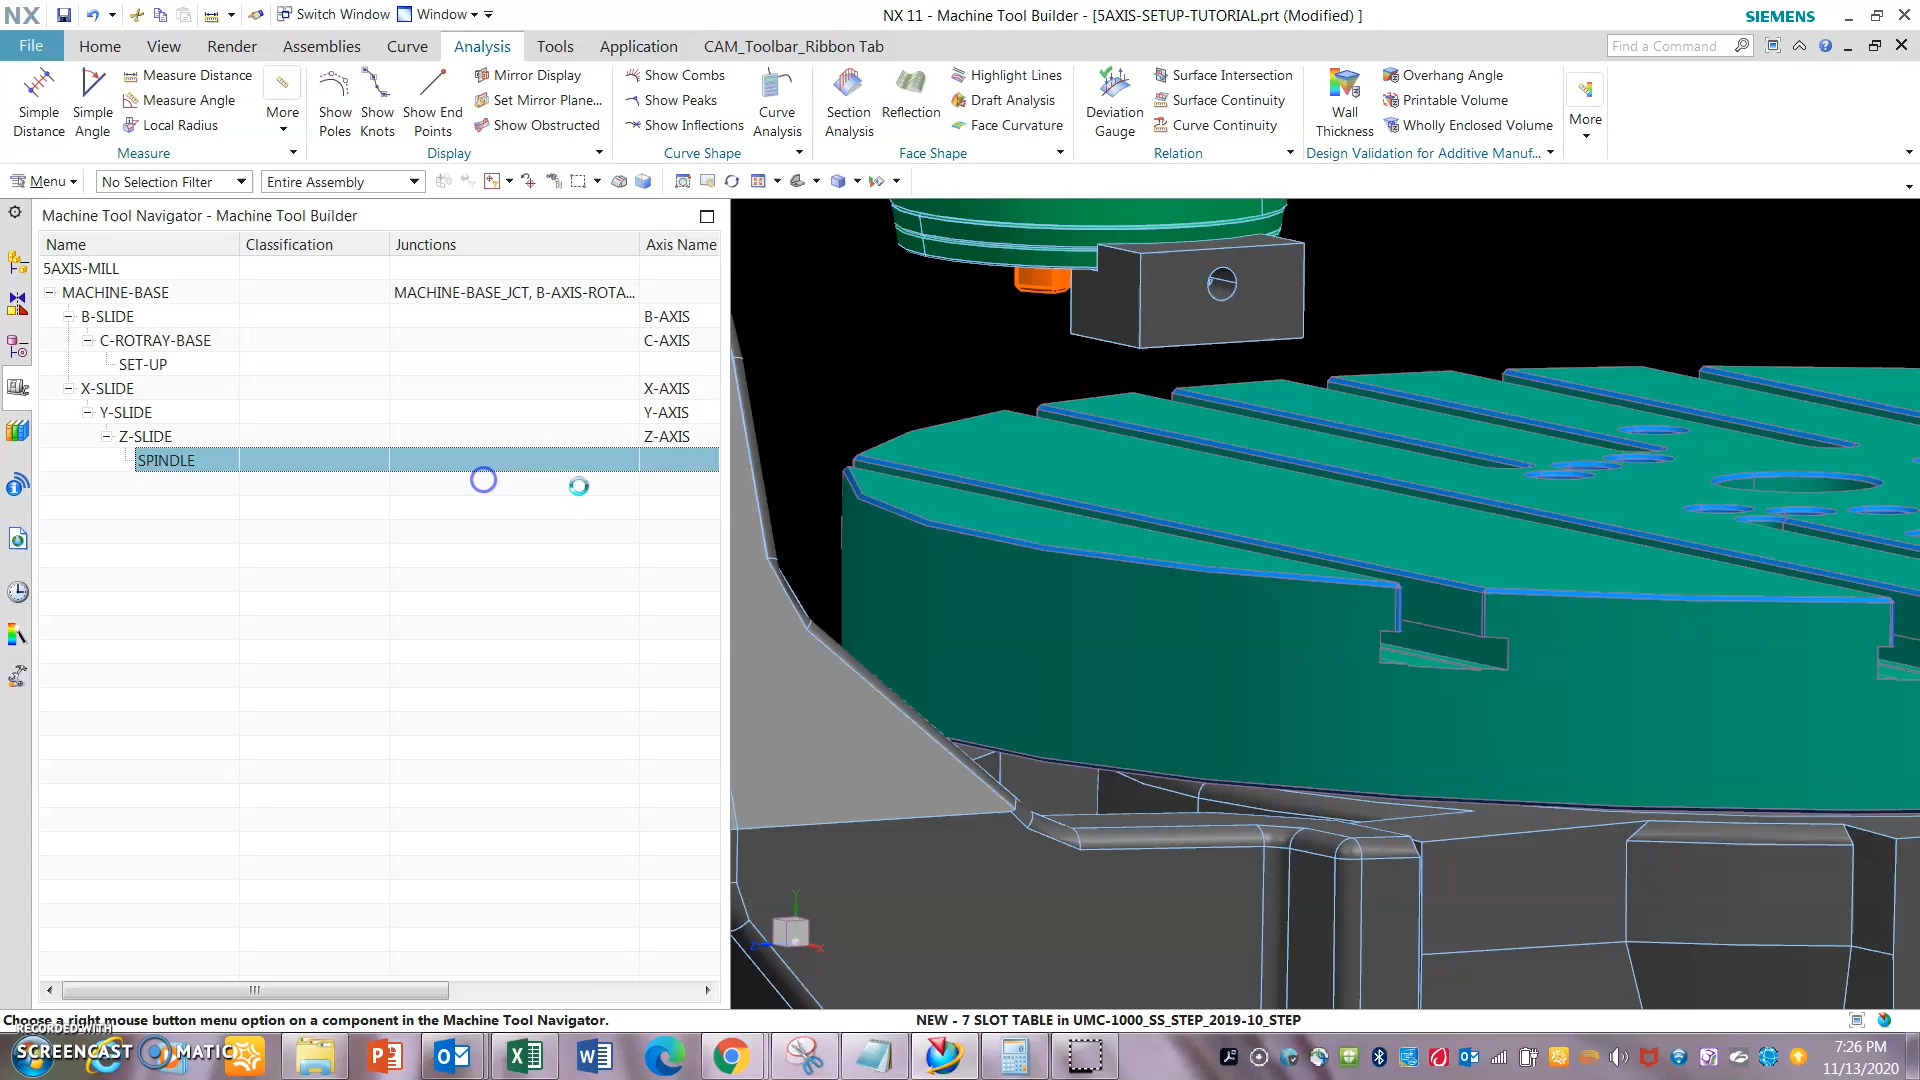 NX Switch Window Window NX 11 - Machine Tool Builder - [5AXIS-SETUP-TUTORIAL.prt (Modified) ] SIEMENS
File Home View Render Assemblies Curve Analysis Tools Application CAM_Toolbar_Ribbon Tab Find a Command
Simple Distance
Simple Angle
Measure Distance
Measure Angle
Local Radius
More
Measure
Show Poles
Show Knots
Show End Points
Mirror Display
Set Mirror Plane...
Show Obstructed
Display
Show Combs
Show Peaks
Show Inflections
Curve Analysis
Curve Shape
Section Analysis
Reflection
Highlight Lines
Draft Analysis
Face Curvature
Face Shape
Deviation Gauge
Surface Intersection
Surface Continuity
Curve Continuity
Relation
Wall Thickness
Overhang Angle
Printable Volume
Wholly Enclosed Volume
Design Validation for Additive Manuf...
More
Menu No Selection Filter Entire Assembly
Machine Tool Navigator - Machine Tool Builder
Name Classification Junctions Axis Name
5AXIS-MILL
MACHINE-BASE MACHINE-BASE_JCT, B-AXIS-ROTA...
B-SLIDE B-AXIS
C-ROTRAY-BASE C-AXIS
SET-UP
X-SLIDE X-AXIS
Y-SLIDE Y-AXIS
Z-SLIDE Z-AXIS
SPINDLE
Y
Z X
Choose a right mouse button menu option on a component in the Machine Tool Navigator. NEW - 7 SLOT TABLE in UMC-1000_SS_STEP_2019-10_STEP
RECORDED WITH
SCREENCAST MATIC
7:26 PM
11/13/2020